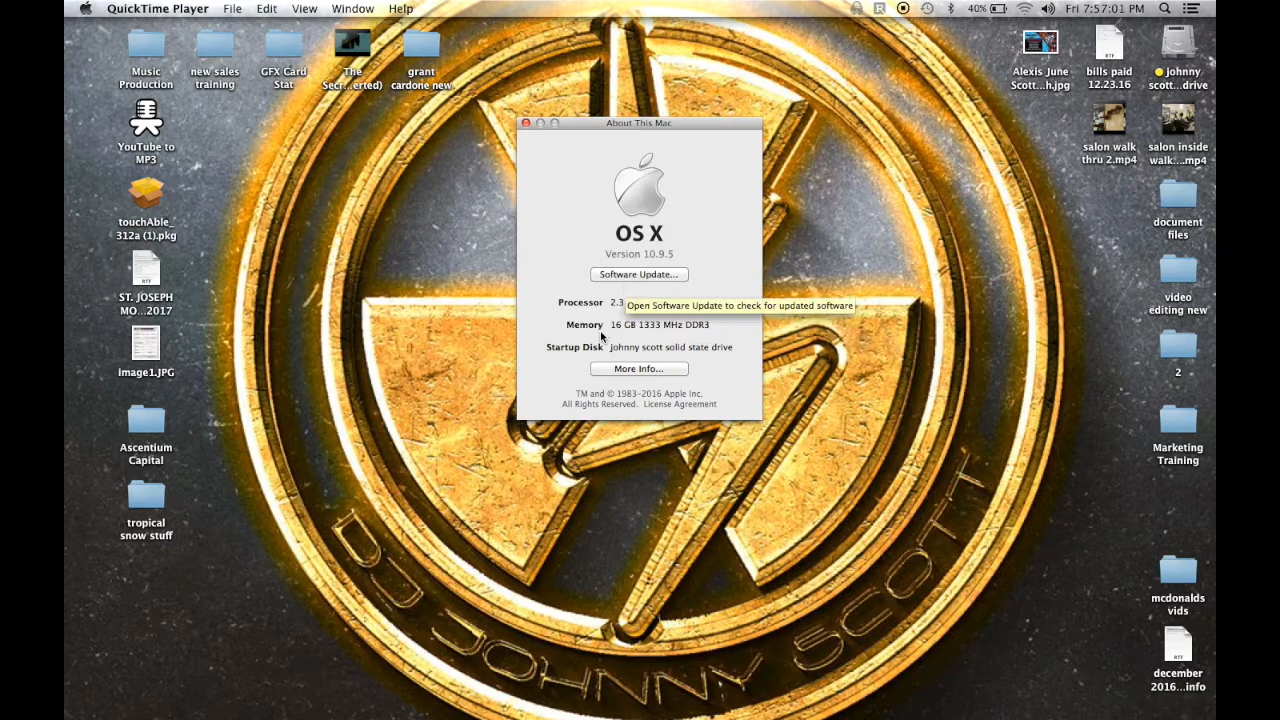 QuickTime Player File Edit View Window Help
40% Fri 7:57:01 PM
Music
Production
new sales
training
GFX Card
Stat
The
Secr...erted)
grant
cardone new
YouTube to
MP3
touchAble_
312a (1).pkg
RTF
ST. JOSEPH
MO...2017
image1.JPG
Ascentium
Capital
tropical
snow stuff
About This Mac
OS X
Version 10.9.5
Software Update...
Processor 2.3
Open Software Update to check for updated software
Memory 16 GB 1333 MHz DDR3
Startup Disk johnny scott solid state drive
More Info...
TM and © 1983-2016 Apple Inc.
All Rights Reserved. License Agreement
DJ JOHNNY SCOTT
Alexis June
Scott...h.jpg
RTF
bills paid
12.23.16
johnny
scott...drive
salon walk
thru 2.mp4
salon inside
walk....mp4
document
files
video
editing new
2
Marketing
Training
mcdonalds
vids
RTF
december
2016...info